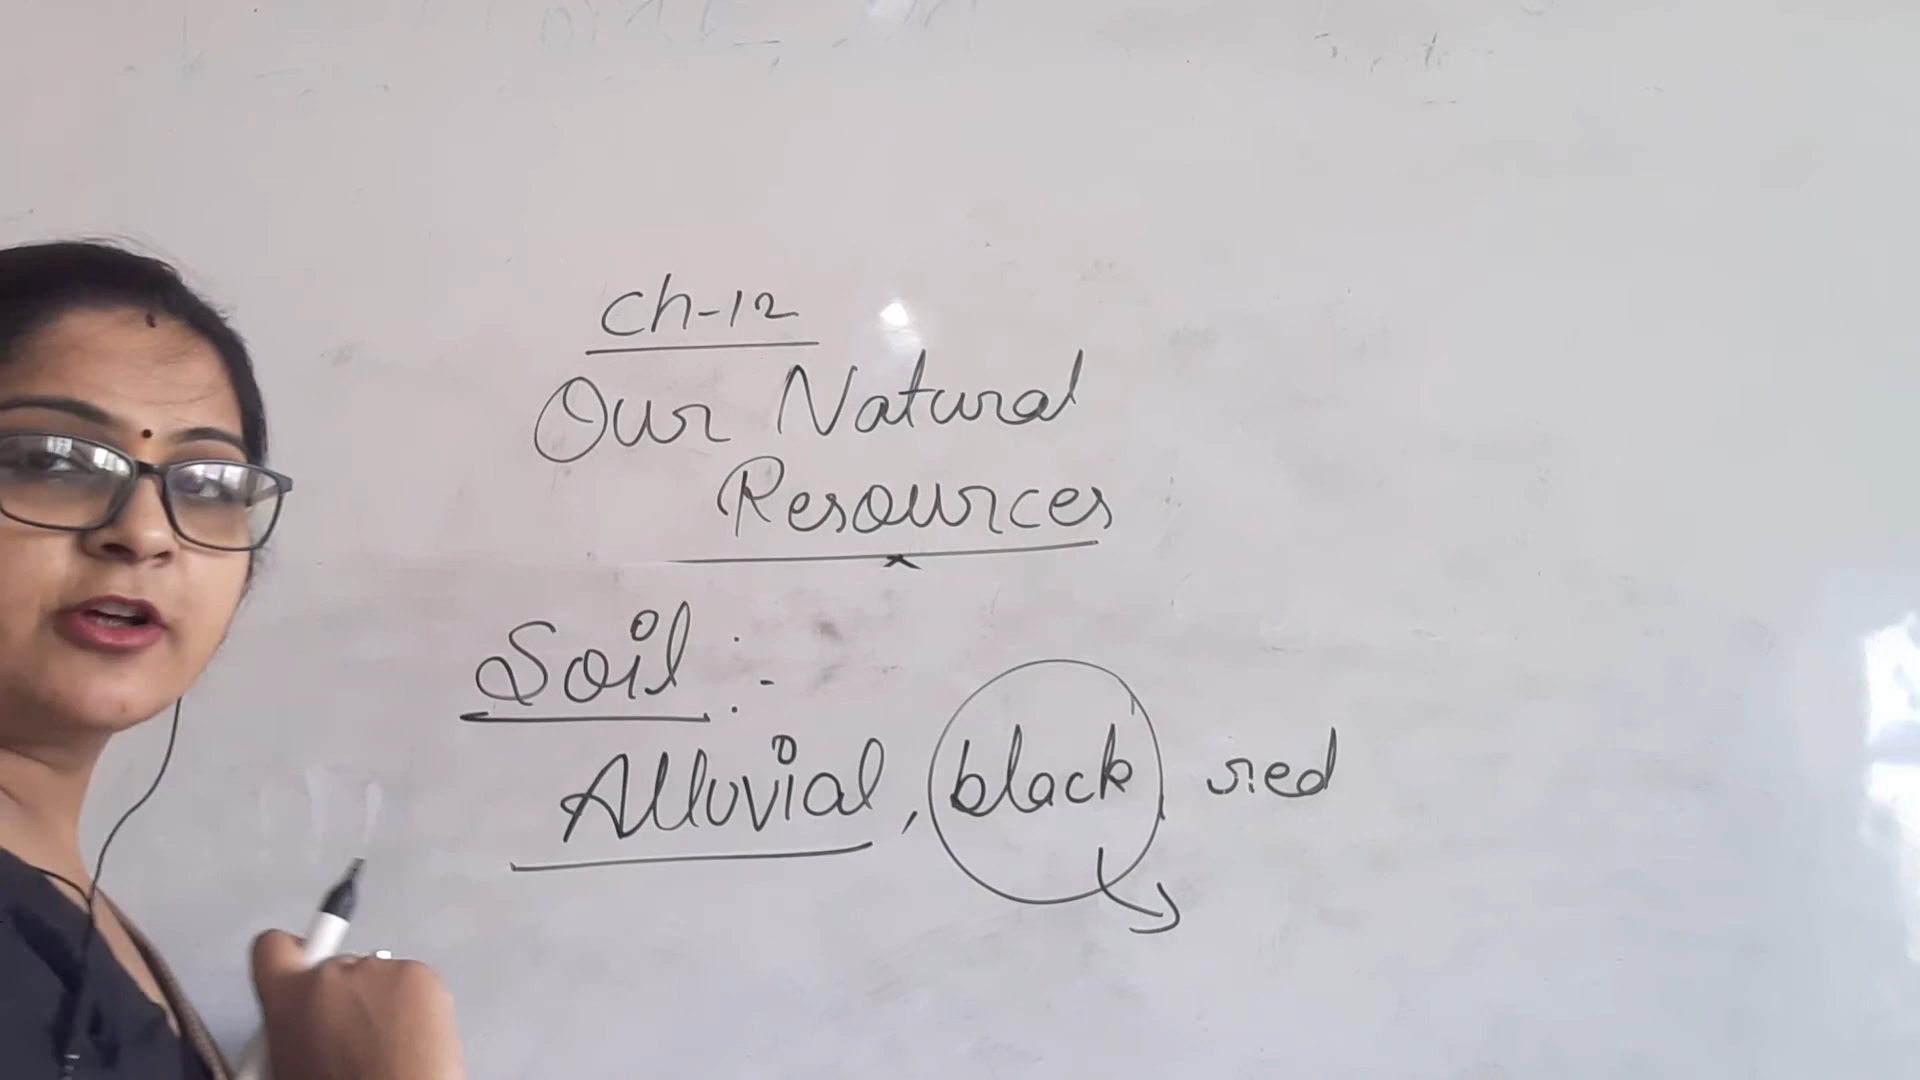 Ch-12
Our Natural
Resources
Soil :-
Alluvial, black, red